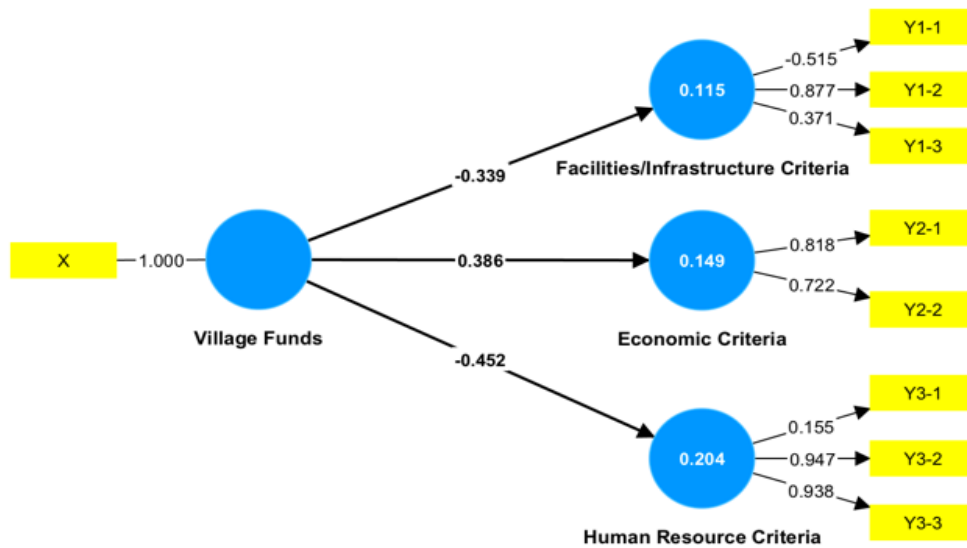 X
1.000
Village Funds
-0.339
0.386
-0.452
0.115
Facilities/Infrastructure Criteria
-0.515
0.877
0.371
Y1-1
Y1-2
Y1-3
0.149
Economic Criteria
0.818
0.722
Y2-1
Y2-2
0.204
Human Resource Criteria
0.155
0.947
0.938
Y3-1
Y3-2
Y3-3